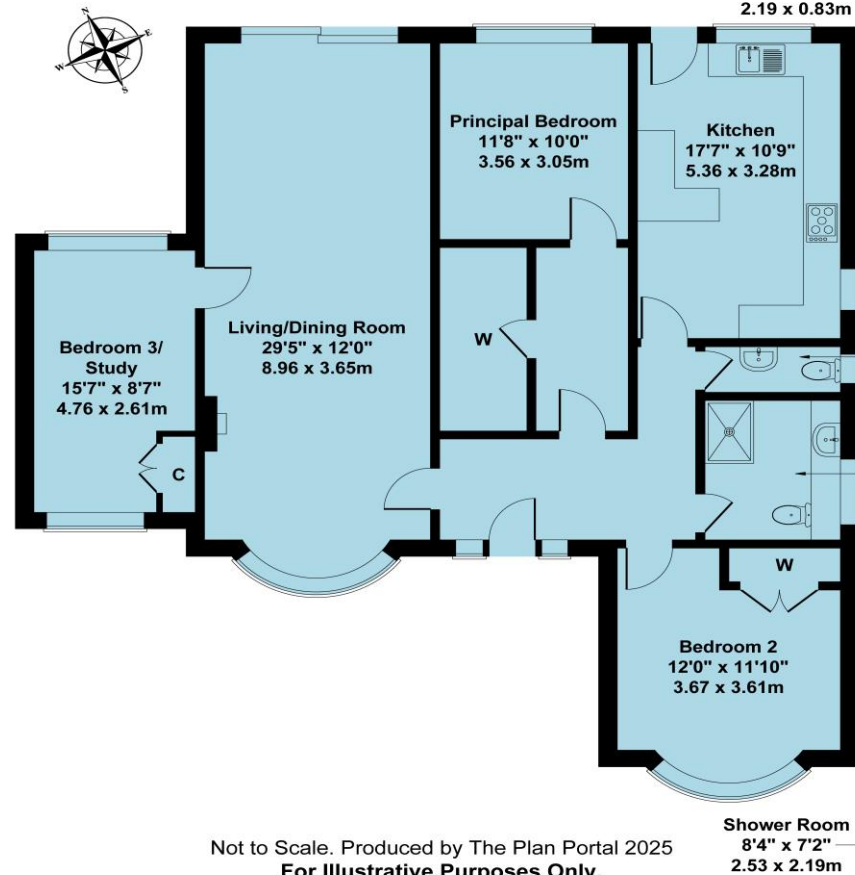 2.19 x 0.83m
N
E
W
S
Principal Bedroom
11'8" x 10'0"
3.56 x 3.05m
Kitchen
17'7" x 10'9"
5.36 x 3.28m
Living/Dining Room
29'5" x 12'0"
8.96 x 3.65m
W
Bedroom 3/
Study
15'7" x 8'7"
4.76 x 2.61m
C
W
Bedroom 2
12'0" x 11'10"
3.67 x 3.61m
Shower Room
8'4" x 7'2"
2.53 x 2.19m
Not to Scale. Produced by The Plan Portal 2025
For Illustrative Purposes Only.